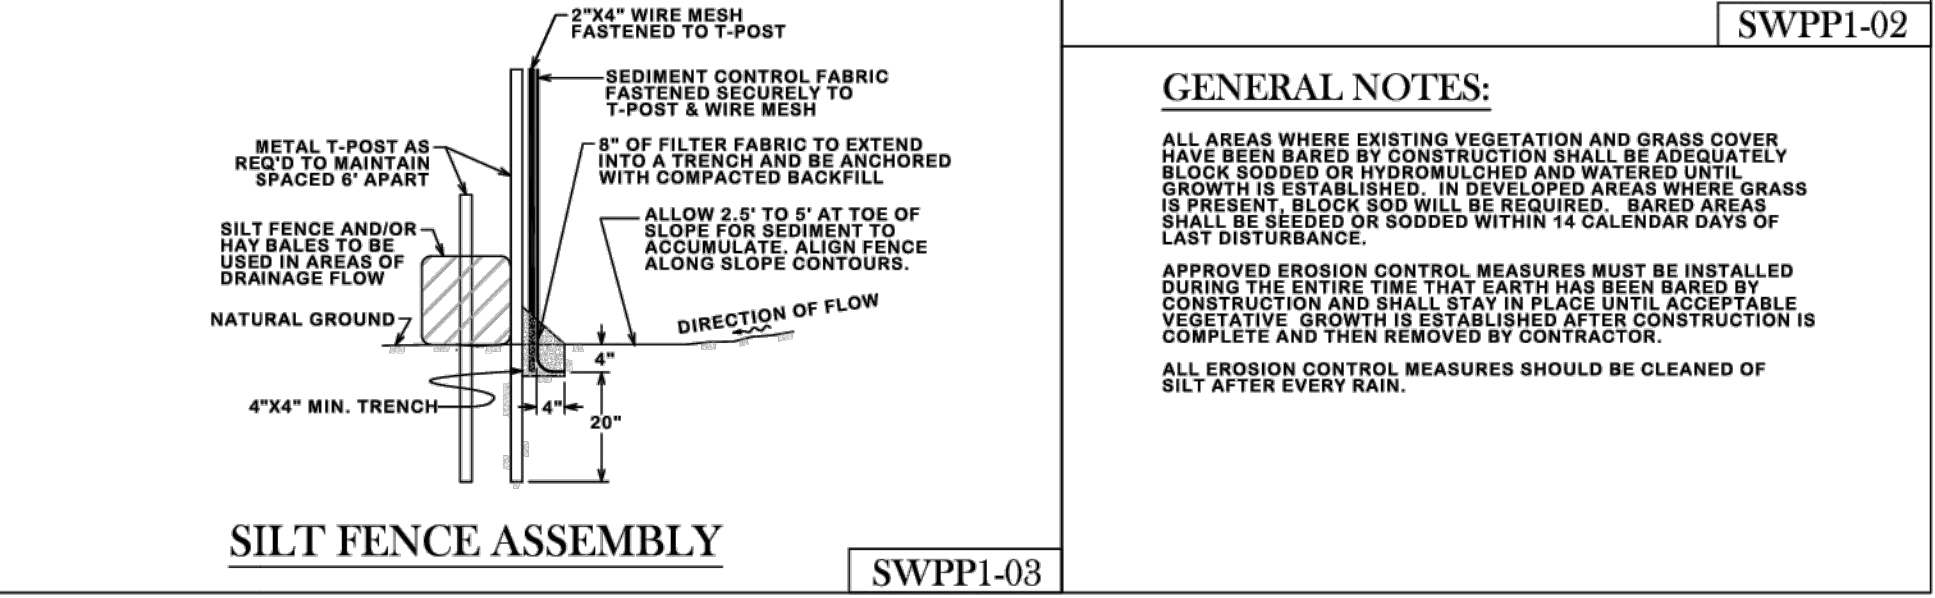 2"X4" WIRE MESH
FASTENED TO T-POST
SEDIMENT CONTROL FABRIC
FASTENED SECURELY TO
T-POST & WIRE MESH
METAL T-POST AS
REQ'D TO MAINTAIN
SPACED 6' APART
8" OF FILTER FABRIC TO EXTEND
INTO A TRENCH AND BE ANCHORED
WITH COMPACTED BACKFILL
SILT FENCE AND/OR
HAY BALES TO BE
USED IN AREAS OF
DRAINAGE FLOW
ALLOW 2.5' TO 5' AT TOE OF
SLOPE FOR SEDIMENT TO
ACCUMULATE. ALIGN FENCE
ALONG SLOPE CONTOURS.
NATURAL GROUND
DIRECTION OF FLOW
4"
4"X4" MIN. TRENCH
4"
20"
SILT FENCE ASSEMBLY
SWPP1-03
SWPP1-02
GENERAL NOTES:
ALL AREAS WHERE EXISTING VEGETATION AND GRASS COVER
HAVE BEEN BARED BY CONSTRUCTION SHALL BE ADEQUATELY
BLOCK SODDED OR HYDROMULCHED AND WATERED UNTIL
GROWTH IS ESTABLISHED.  IN DEVELOPED AREAS WHERE GRASS
IS PRESENT, BLOCK SOD WILL BE REQUIRED.   BARED AREAS
SHALL BE SEEDED OR SODDED WITHIN 14 CALENDAR DAYS OF
LAST DISTURBANCE.
APPROVED EROSION CONTROL MEASURES MUST BE INSTALLED
DURING THE ENTIRE TIME THAT EARTH HAS BEEN BARED BY
CONSTRUCTION AND SHALL STAY IN PLACE UNTIL ACCEPTABLE
VEGETATIVE  GROWTH IS ESTABLISHED AFTER CONSTRUCTION IS
COMPLETE AND THEN REMOVED BY CONTRACTOR.
ALL EROSION CONTROL MEASURES SHOULD BE CLEANED OF
SILT AFTER EVERY RAIN.